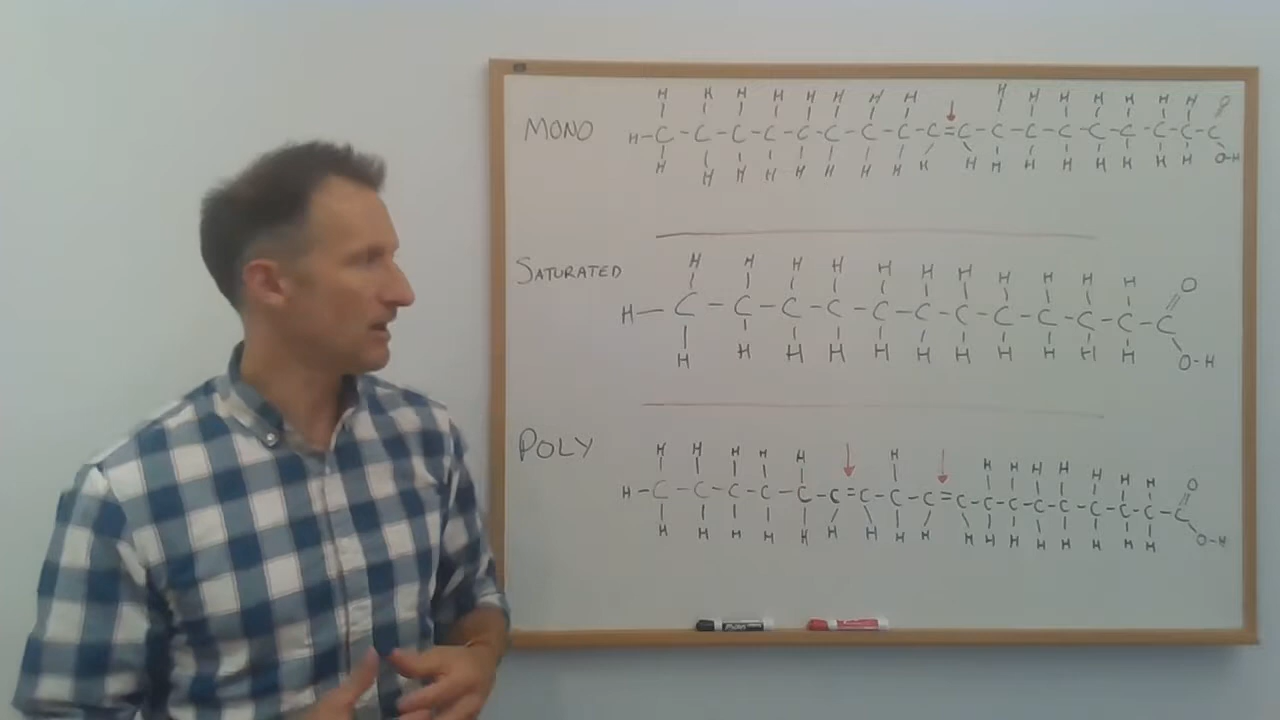 H H H H H H H H H H H H H H H O
MONO H-C-C-C-C-C-C-C-C-C=C-C-C-C-C-C-C-C-C
H H H H H H H H H H H H H H H H H O-H
H H H H H H H H H H H O
SATURATED
H-C-C-C-C-C-C-C-C-C-C-C-C
H H H H H H H H H H H O-H
POLY
H H H H H H H H H H H H H O
H-C-C-C-C-C-C=C-C-C=C-C-C-C-C-C-C-C-C
H H H H H H H H H H H H H H H H H O-H